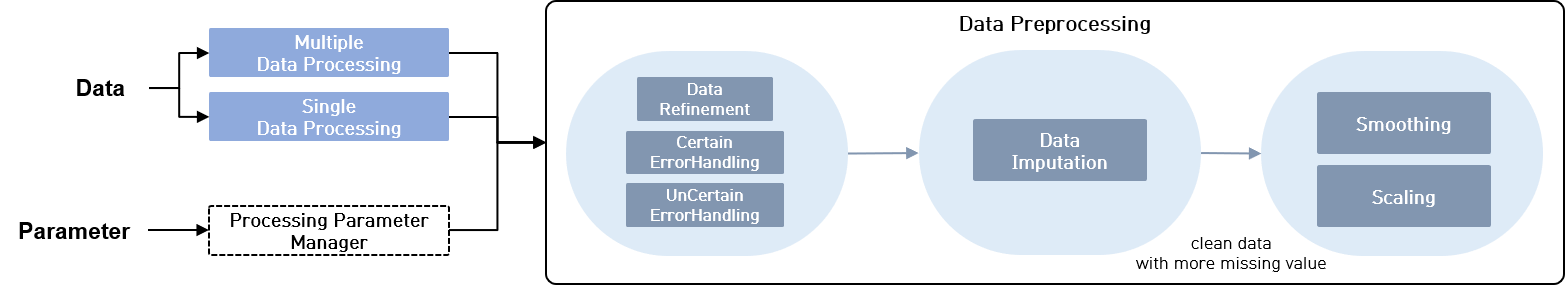 Data Preprocessing
Multiple
Data Processing
Data
Single
Data Processing
Parameter
Processing Parameter
Manager
Data
Refinement
Certain
ErrorHandling
UnCertain
ErrorHandling
Data
Imputation
Smoothing
Scaling
clean data
with more missing value